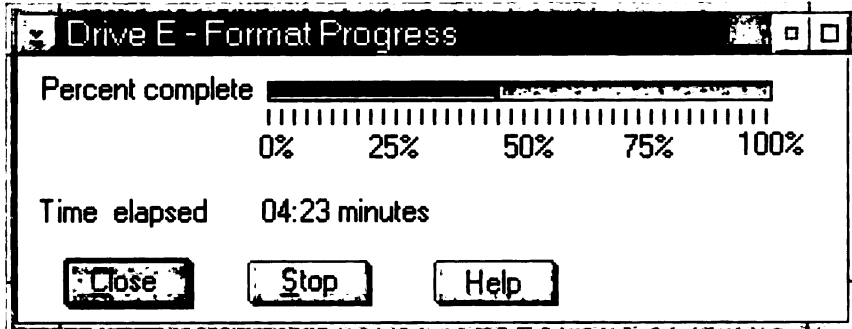 Drive E - Format Progress
Percent complete
0% 25% 50% 75% 100%
Time elapsed 04:23 minutes
Close Stop Help